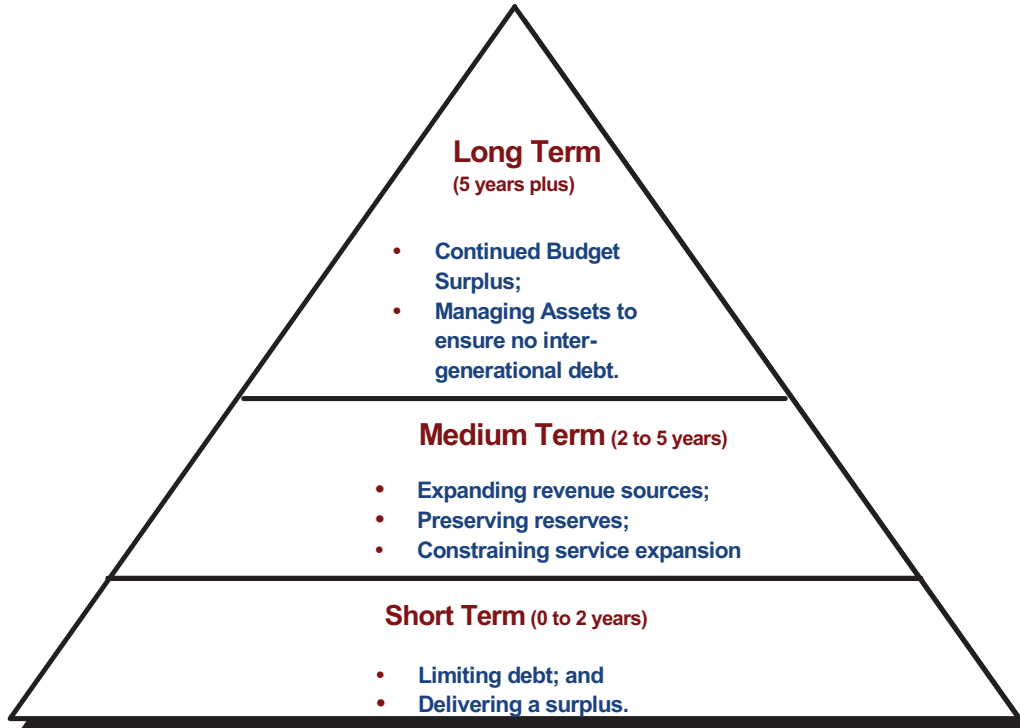 Long Term
(5 years plus)
• Continued Budget
Surplus;
• Managing Assets to
ensure no inter-
generational debt.
Medium Term (2 to 5 years)
• Expanding revenue sources;
• Preserving reserves;
• Constraining service expansion
Short Term (0 to 2 years)
• Limiting debt; and
• Delivering a surplus.